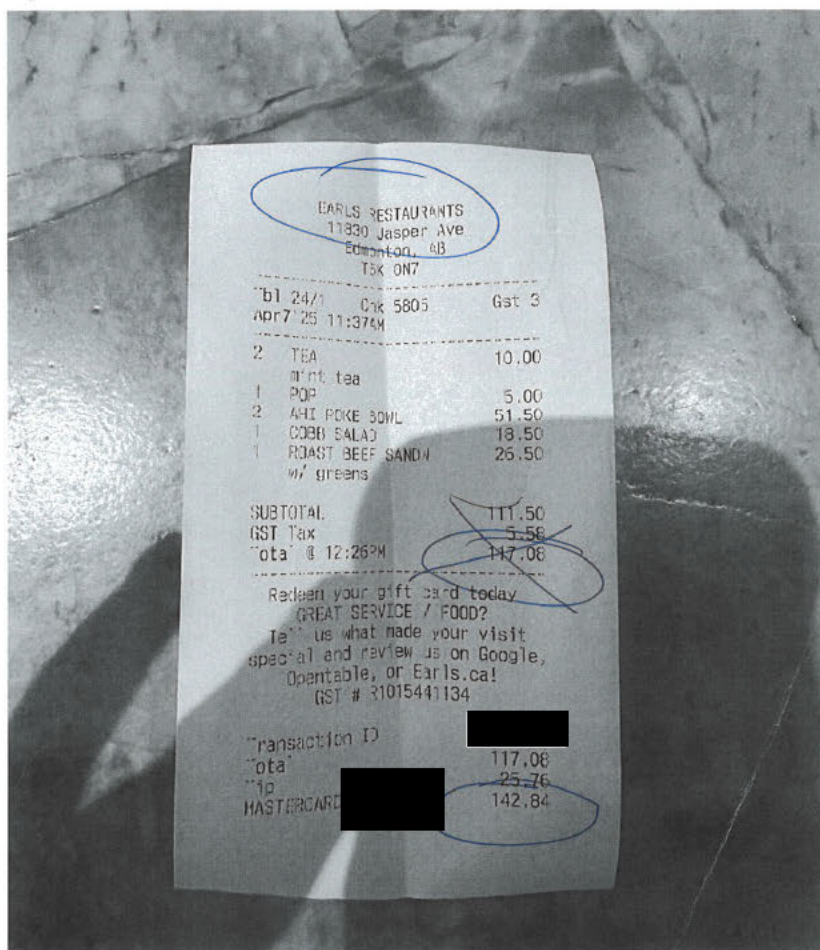 EARLS RESTAURANTS
11830 Jasper Ave
Edmonton, AB
T5K 0N7
Tbl 24/1 Chk 5805 Gst 3
Apr7'25 11:37AM
2 TEA 10.00
mint tea
1 POP 5.00
2 AHI POKE BOWL 51.50
1 COBB SALAD 18.50
1 ROAST BEEF SANDW 26.50
w/ greens
SUBTOTAL 111.50
GST Tax 5.58
Total @ 12:26PM 117.08
Redeem your gift card today
GREAT SERVICE / FOOD?
Tell us what made your visit
special and review us on Google,
Opentable, or Earls.ca!
GST # R1015441134
Transaction ID
Total 117.08
Tip 25.76
MASTERCARD 142.84